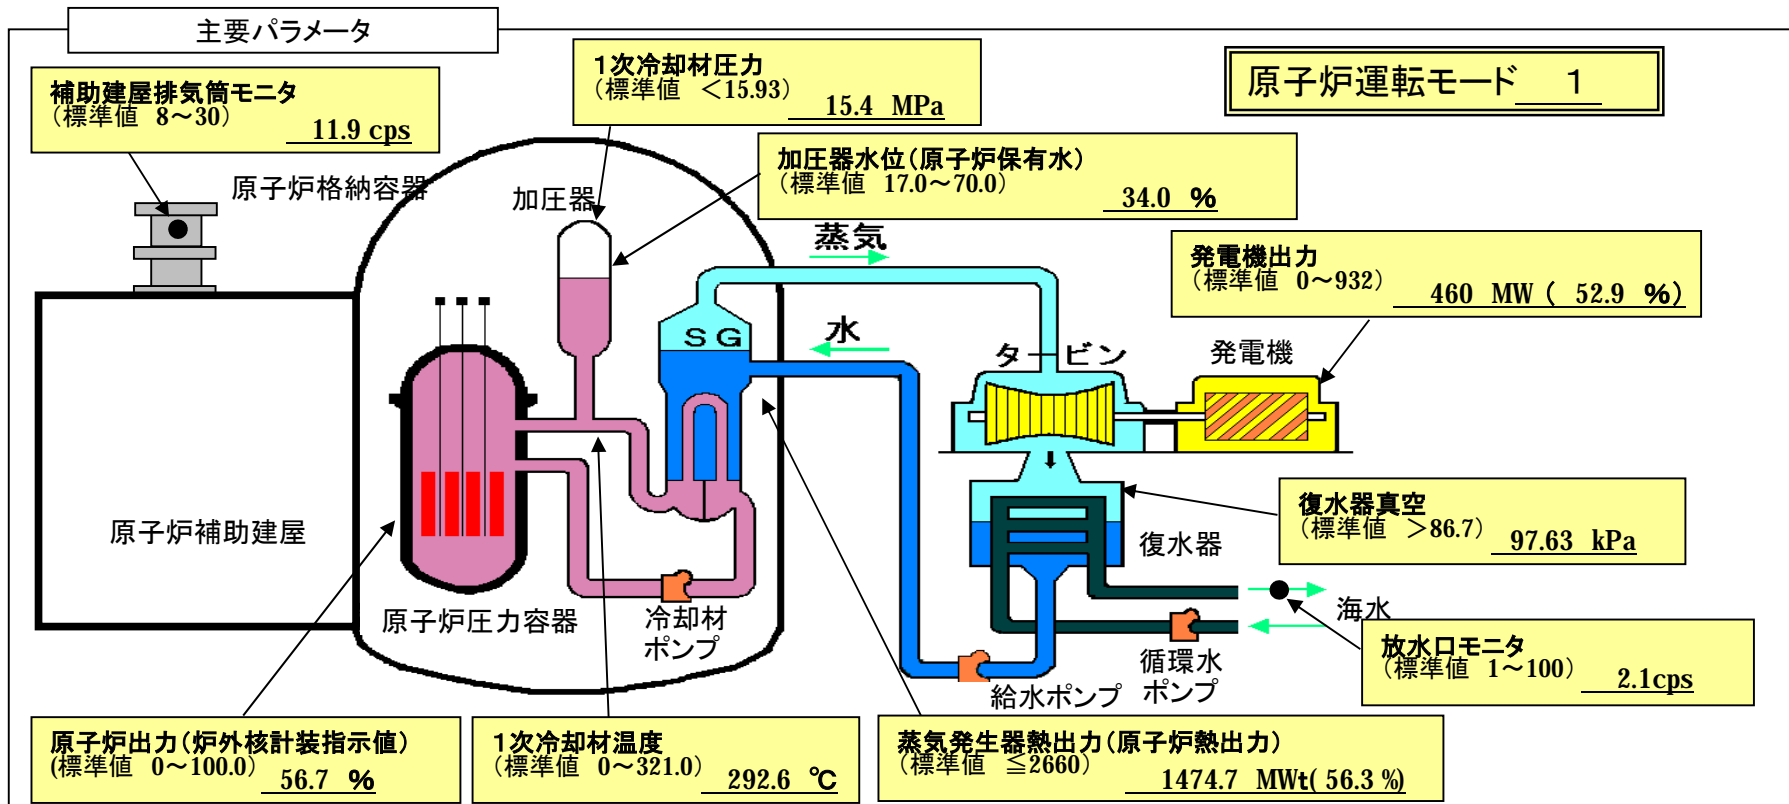 主要パラメータ
補助建屋排気筒モニタ
(標準値 8～30)
11.9 cps
1次冷却材圧力
(標準値 ＜15.93)
15.4 MPa
原子炉運転モード 1
加圧器水位(原子炉保有水)
(標準値 17.0～70.0)
34.0 %
原子炉格納容器
加圧器
蒸気
発電機出力
(標準値 0～932)
460 MW ( 52.9 %)
SG
水
タービン
発電機
原子炉補助建屋
復水器真空
(標準値 ＞86.7)
97.63 kPa
復水器
原子炉圧力容器
冷却材
ポンプ
海水
給水ポンプ
循環水
ポンプ
放水口モニタ
(標準値 1～100)
2.1cps
原子炉出力(炉外核計装指示値)
(標準値 0～100.0)
56.7 %
1次冷却材温度
(標準値 0～321.0)
292.6 ℃
蒸気発生器熱出力(原子炉熱出力)
(標準値 ≦2660)
1474.7 MWt( 56.3 %)